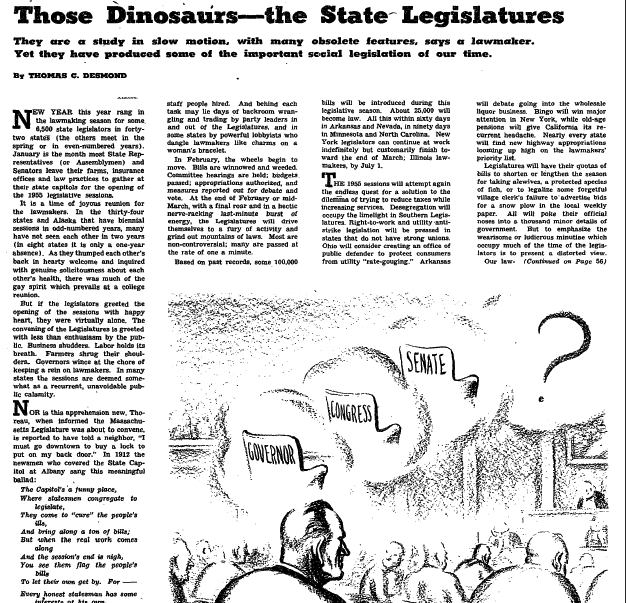 Those Dinosaurs—the State Legislatures
They are a study in slow motion, with many obsolete features, says a lawmaker.
Yet they have produced some of the important social legislation of our time.
By THOMAS C. DESMOND
NEW YEAR this year rang in
the lawmaking season for some
6,500 state legislators in forty-
two states (the others meet in the
spring or in even-numbered years).
January is the month most State Rep-
resentatives (or Assemblymen) and
Senators leave their farms, insurance
offices and law practices to gather at
their state capitols for the opening of
the 1955 legislative sessions.
It is a time of joyous reunion for
the lawmakers. In the thirty-four
states and Alaska, that have biennial
sessions in odd-numbered years, many
have not seen each other in two years
(in eight states it is only a one-year
absence). As they thumped each other's
back in hearty welcome and inquired
with genuine solicitousness about each
other's health, there was much of the
gay spirit which prevails at a college
reunion.
But if the legislators greeted the
opening of the sessions with happy
heart, they were virtually alone. The
convening of the Legislatures is greeted
with less than enthusiasm by the pub-
lic. Business shudders. Labor holds its
breath. Farmers shrug their shoul-
ders. Governors wince at the chore of
keeping a rein on lawmakers. In many
states the sessions are deemed some-
what as a recurrent, unavoidable pub-
lic calamity.
NOR is this apprehension new, Tho-
reau, when informed the Massachu-
setts Legislature was about to convene,
is reported to have told a neighbor, "I
must go downtown to buy a lock to
put on my back door." In 1912 the
newsmen who covered the State Cap-
itol at Albany sang this meaningful
ballad:
The Capitol's a funny place,
Where statesmen congregate to
legislate,
They come to "cure" the people's
ills,
And bring along a ton of bills;
But when the real work comes
along
And the session's end is nigh,
You see them flag the people's
bills
To let their own get by. For —
Every honest statesman has some
interests of his own
staff people hired. And behind each
task may lie days of backroom wran-
gling and trading by party leaders in
and out of the Legislatures, and in
some states by powerful lobbyists who
dangle lawmakers like charms on a
woman's bracelet.
In February, the wheels begin to
move. Bills are winnowed and weeded.
Committee hearings are held; budgets
passed; appropriations authorized, and
measures reported out for debate and
vote. At the end of February or mid-
March, with a final roar and in a hectic
nerve-racking last-minute burst of
energy, the Legislatures will drive
themselves to a fury of activity and
grind out mountains of laws. Most are
non-controversial; many are passed at
the rate of one a minute.
Based on past records, some 100,000
bills will be introduced during this
legislative season. About 25,000 will
become law. All this within sixty days
in Arkansas and Nevada, in ninety days
in Minnesota and North Carolina. New
York legislators can continue at work
indefinitely but customarily finish to-
ward the end of March; Illinois law-
makers, by July 1.
THE 1955 sessions will attempt again
the endless quest for a solution to the
dilemma of trying to reduce taxes while
increasing services. Desegregation will
occupy the limelight in Southern Legis-
latures. Right-to-work and utility anti-
strike legislation will be pressed in
states that do not have strong unions.
Ohio will consider creating an office of
public defender to protect consumers
from utility "rate-gouging." Arkansas
will debate going into the wholesale
liquor business. Bingo will win major
attention in New York, while old-age
pensions will give California its re-
current headache. Nearly every state
will find new highway appropriations
looming up high on the lawmakers'
priority list.
Legislatures will have their quotas of
bills to shorten or lengthen the season
for taking alewives, a protected species
of fish, or to legalize some forgetful
village clerk's failure to advertise bids
for a snow plow in the local weekly
paper. All will poke their official
noses into a thousand minor details of
government. But to emphasize the
wearisome or ludicrous minutiae which
occupy much of the time of the legis-
lators is to present a distorted view.
Our law- (Continued on Page 56)
SENATE
CONGRESS
GOVERNOR
?